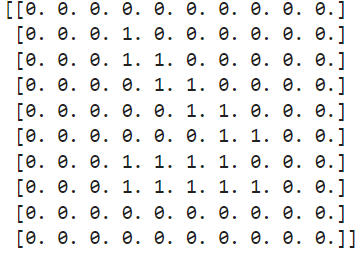 [[0. 0. 0. 0. 0. 0. 0. 0. 0. 0.]
[0. 0. 0. 1. 0. 0. 0. 0. 0. 0.]
[0. 0. 0. 1. 1. 0. 0. 0. 0. 0.]
[0. 0. 0. 0. 1. 1. 0. 0. 0. 0.]
[0. 0. 0. 0. 0. 1. 1. 0. 0. 0.]
[0. 0. 0. 0. 0. 0. 1. 1. 0. 0.]
[0. 0. 0. 1. 1. 1. 1. 0. 0. 0.]
[0. 0. 0. 1. 1. 1. 1. 1. 0. 0.]
[0. 0. 0. 0. 0. 0. 0. 0. 0. 0.]
[0. 0. 0. 0. 0. 0. 0. 0. 0. 0.]]